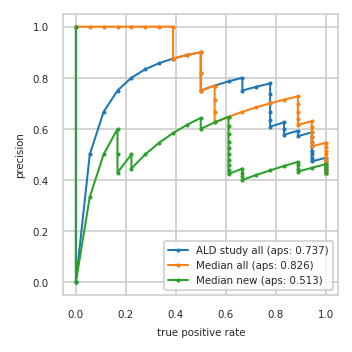 1.0
0.8
0.6
0.4
0.2
0.0
precision
0.0 0.2 0.4 0.6 0.8 1.0
true positive rate
ALD study all (aps: 0.737)
Median all (aps: 0.826)
Median new (aps: 0.513)